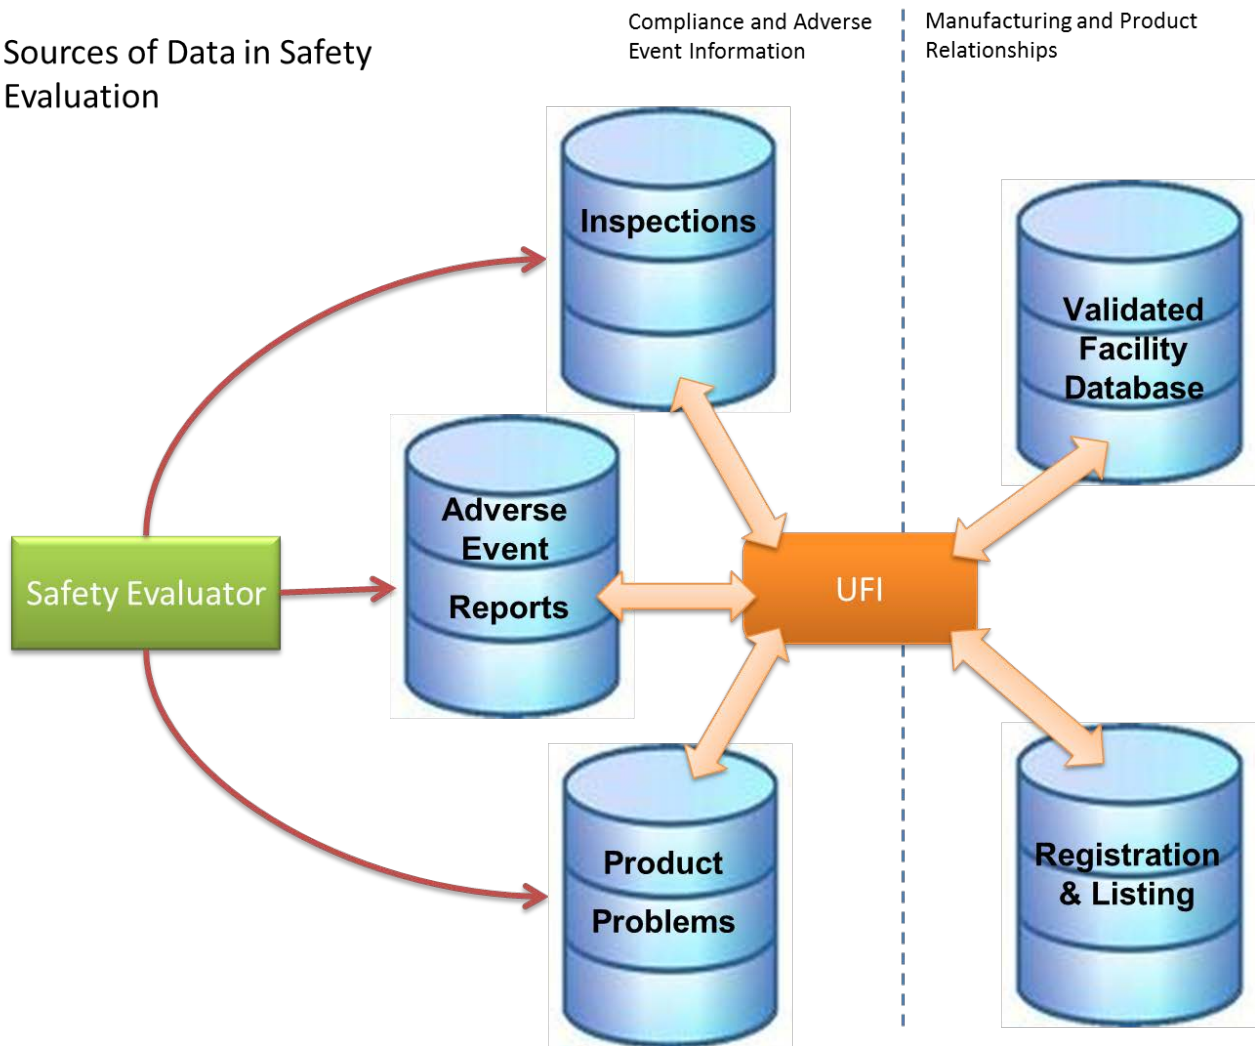 Sources of Data in Safety
Evaluation
Compliance and Adverse
Event Information
Manufacturing and Product
Relationships
Inspections
Validated
Facility
Database
Adverse
Event
Reports
Safety Evaluator
UFI
Product
Problems
Registration
& Listing